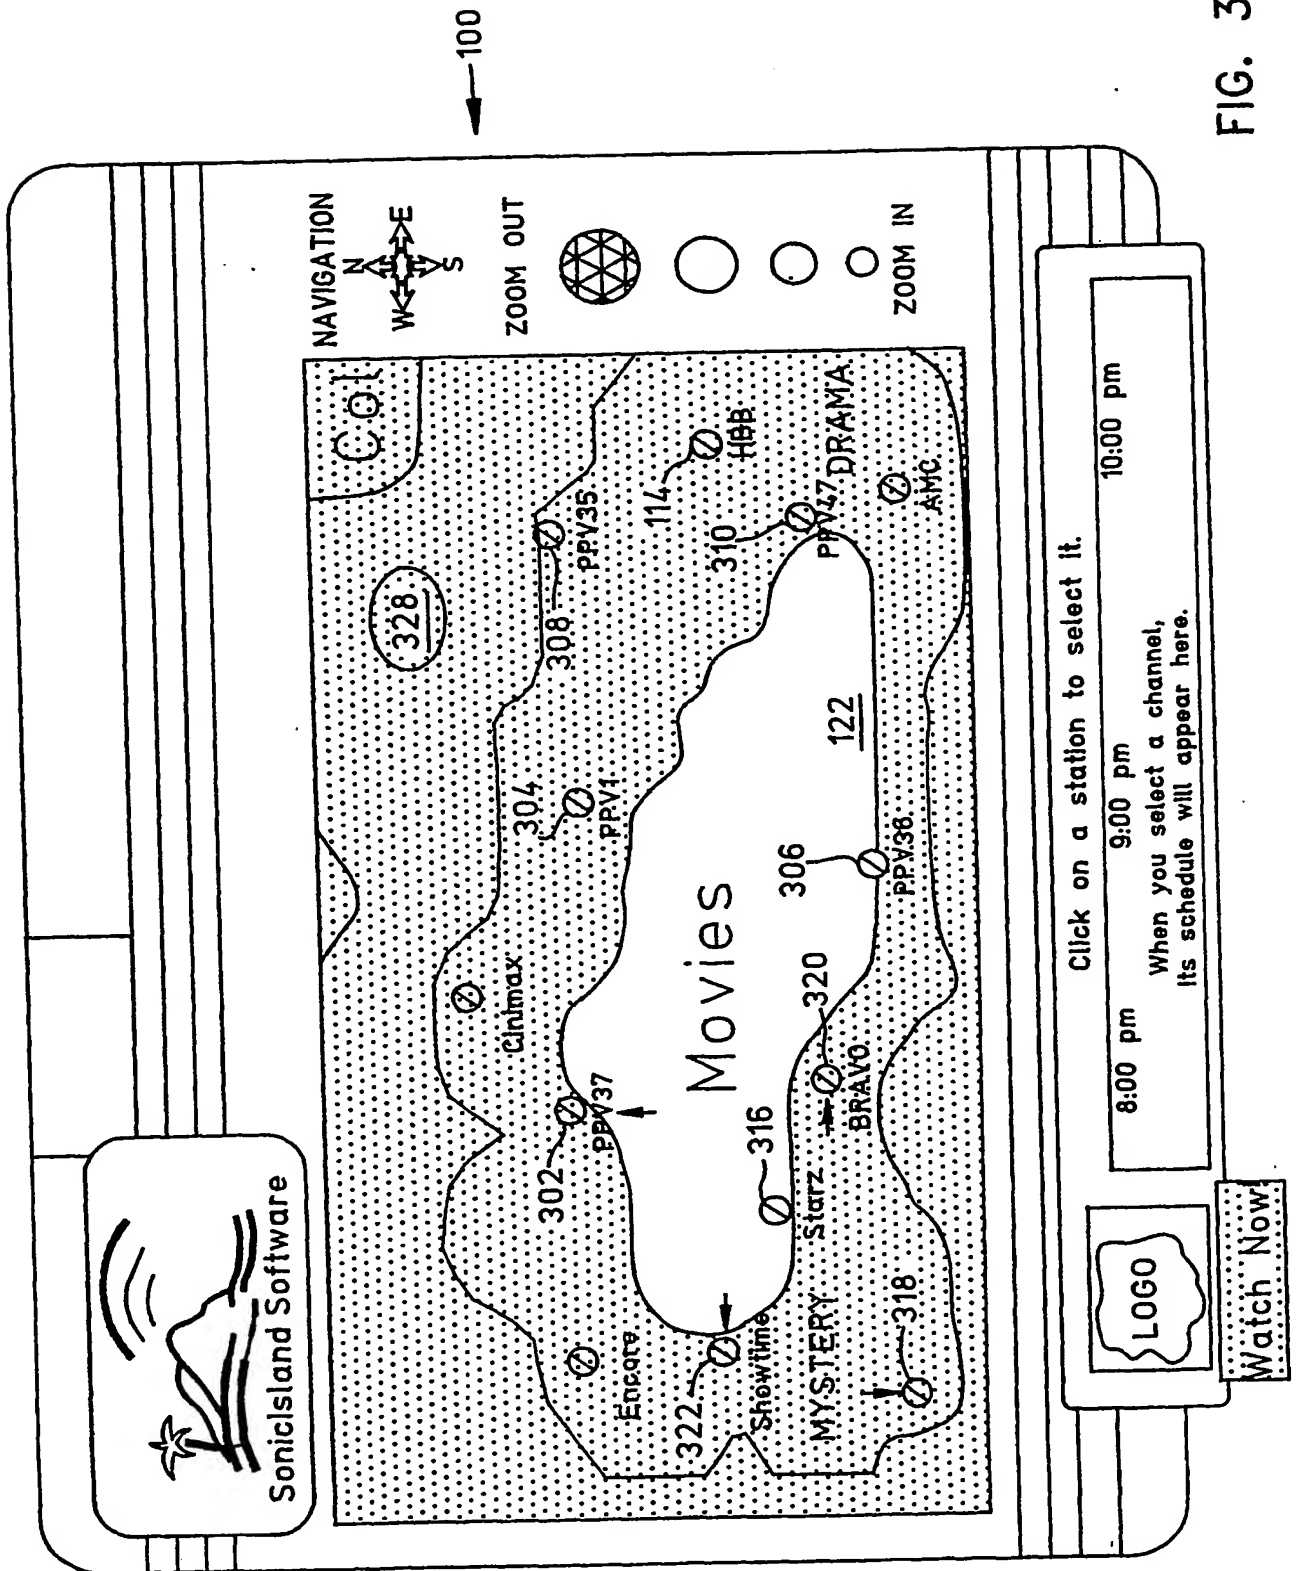 SonicIsland Software
100
NAVIGATION
N
W E
S
ZOOM OUT
ZOOM IN
Col
328
Cinimax
302
PPV37
304
PPV1
308
PPV35
Encore
114
HBB
Movies
322
Showtime
316
Starz
310
PPV47
DRAMA
MYSTERY
320
BRAVO
306
PPV38
122
AMC
318
Click on a station to select it.
8:00 pm 9:00 pm 10:00 pm
When you select a channel,
its schedule will appear here.
LOGO
Watch Now!
FIG. 3